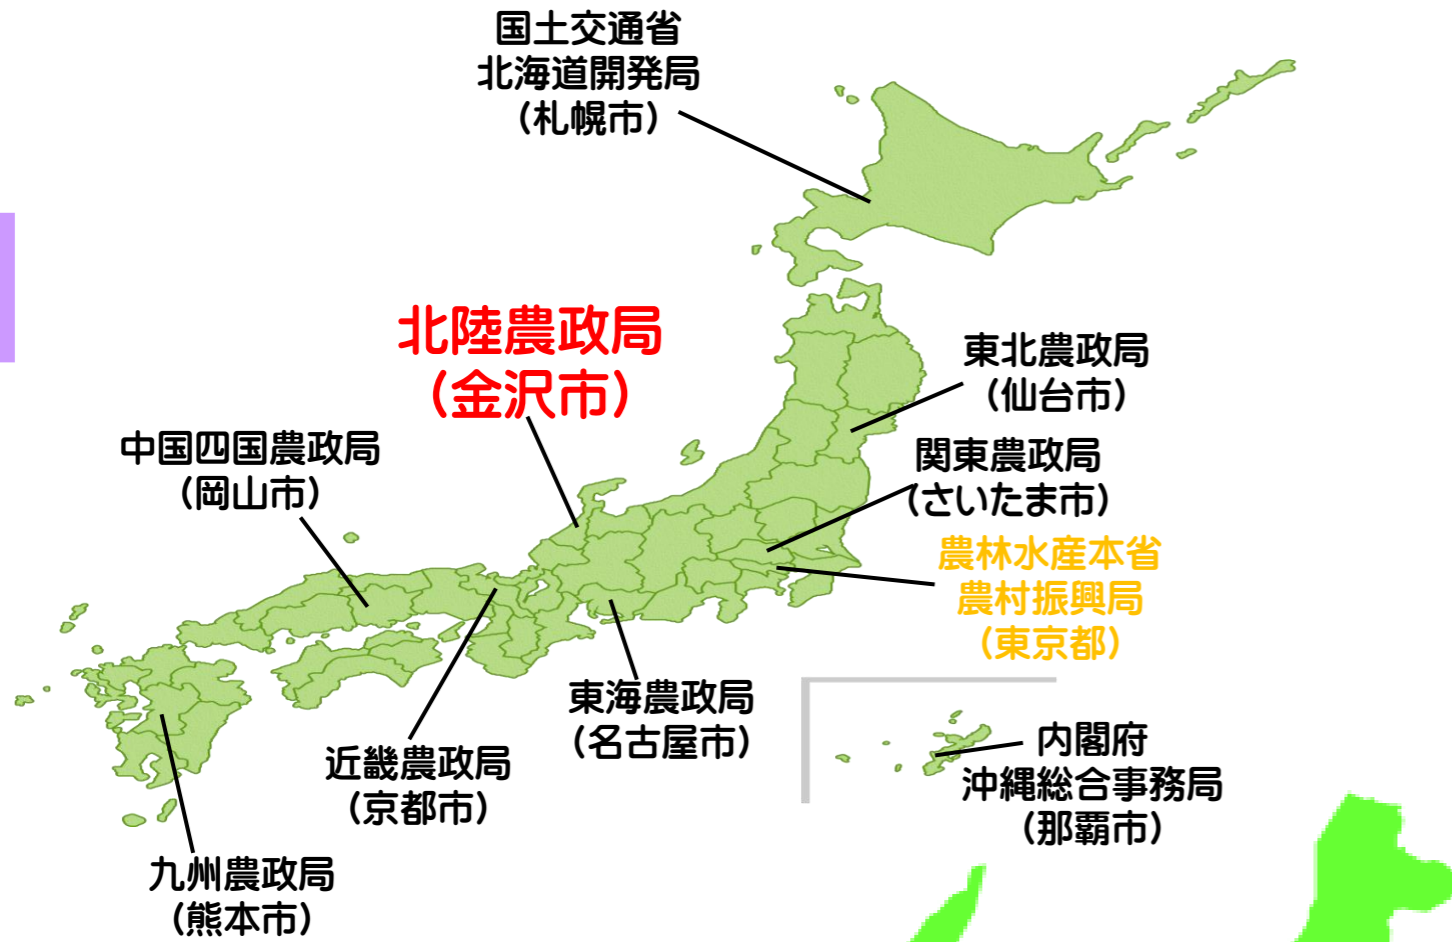 国土交通省
北海道開発局
（札幌市）
北陸農政局
（金沢市）
東北農政局
（仙台市）
中国四国農政局
（岡山市）
関東農政局
（さいたま市）
農林水産本省
農村振興局
（東京都）
東海農政局
（名古屋市）
近畿農政局
（京都市）
内閣府
沖縄総合事務局
（那覇市）
九州農政局
（熊本市）